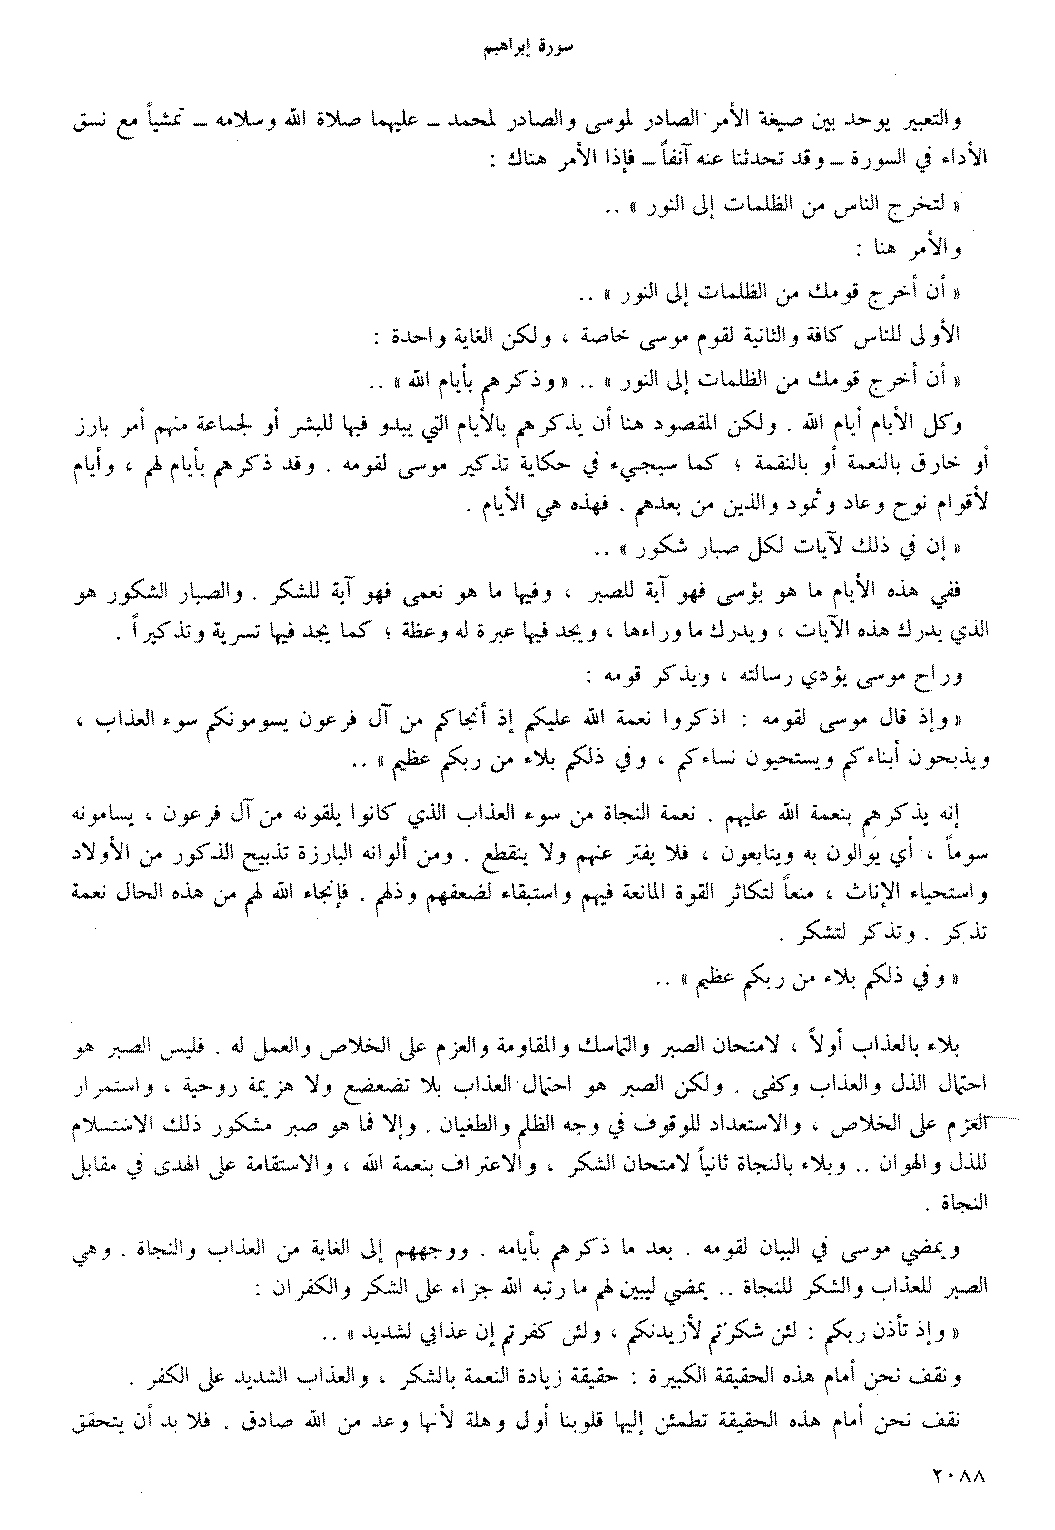 سورة إبراهيم
والتعبير يوحد بين صيغة الأمر الصادر لموسى والصادر لمحمد – عليهما صلاة الله وسلامه – تمشياً مع نسق
الأداء في السورة – وقد تحدثنا عنه آنفاً – فإذا الأمر هناك :
« لتخرج الناس من الظلمات إلى النور » ..
والأمر هنا :
« أن أخرج قومك من الظلمات إلى النور » ..
الأولى للناس كافة والثانية لقوم موسى خاصة ، ولكن الغاية واحدة :
« أن أخرج قومك من الظلمات إلى النور » .. « وذكرهم بأيام الله » ..
وكل الأيام أيام الله . ولكن المقصود هنا أن يذكرهم بالأيام التي يبدو فيها للبشر أو لجماعة منهم أمر بارز
أو خارق بالنعمة أو بالنقمة ؛ كما سيجيء في حكاية تذكير موسى لقومه . وقد ذكرهم بأيام لهم ، وأيام
لأقوام نوح وعاد وثمود والذين من بعدهم . فهذه هي الأيام .
« إن في ذلك لآيات لكل صبار شكور » ..
ففي هذه الأيام ما هو بؤسى فهو آية للصبر ، وفيها ما هو نعمى فهو آية للشكر . والصبار الشكور هو
الذي يدرك هذه الآيات ، ويدرك ما وراءها ، ويجد فيها عبرة له وعظة ؛ كما يجد فيها تسرية وتذكيراً .
وراح موسى يؤدي رسالته ، ويذكر قومه :
« وإذ قال موسى لقومه : اذكروا نعمة الله عليكم إذ أنجاكم من آل فرعون يسومونكم سوء العذاب ،
ويذبحون أبناءكم ويستحيون نساءكم ، وفي ذلكم بلاء من ربكم عظيم » ..
إنه يذكرهم بنعمة الله عليهم . نعمة النجاة من سوء العذاب الذي كانوا يلقونه من آل فرعون ، يسامونه
سوماً ، أي يوالون به ويتابعون ، فلا يفتر عنهم ولا ينقطع . ومن ألوانه البارزة تذبيح الذكور من الأولاد
واستحياء الإناث ، منعاً لتكاثر القوة المانعة فيهم واستبقاء لضعفهم وذلهم . فإنجاء الله لهم من هذه الحال نعمة
تذكر . وتذكر لتشكر .
« وفي ذلكم بلاء من ربكم عظيم » ..
بلاء بالعذاب أولاً ، لامتحان الصبر والتماسك والمقاومة والعزم على الخلاص والعمل له . فليس الصبر هو
احتمال الذل والعذاب وكفى . ولكن الصبر هو احتمال العذاب بلا تضعضع ولا هزيمة روحية ، واستمرار
العزم على الخلاص ، والاستعداد للوقوف في وجه الظلم والطغيان . وإلا فما هو صبر مشكور ذلك الاستسلام
للذل والهوان .. وبلاء بالنجاة ثانياً لامتحان الشكر ، والاعتراف بنعمة الله ، والاستقامة على الهدى في مقابل
النجاة .
ويمضي موسى في البيان لقومه . بعد ما ذكرهم بأيامه . ووجههم إلى الغاية من العذاب والنجاة . وهي
الصبر للعذاب والشكر للنجاة .. يمضي ليبين لهم ما رتبه الله جزاء على الشكر والكفران :
« وإذ تأذن ربكم : لئن شكرتم لأزيدنكم ، ولئن كفرتم إن عذابي لشديد » ..
ونقف نحن أمام هذه الحقيقة الكبيرة : حقيقة زيادة النعمة بالشكر ، والعذاب الشديد على الكفر .
نقف نحن أمام هذه الحقيقة تطمئن إليها قلوبنا أول وهلة لأنها وعد من الله صادق . فلا بد أن يتحقق
٢٠٨٨